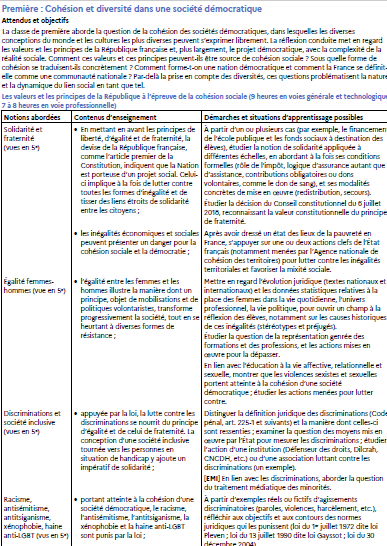 Première : Cohésion et diversité dans une société démocratique
Attendus et objectifs
La classe de première aborde la question de la cohésion des sociétés démocratiques, dans lesquelles les diverses
conceptions du monde et les cultures les plus diverses peuvent s'exprimer librement. La réflexion conduit met en regard
les valeurs et les principes de la République française et, plus largement, le projet démocratique, avec la complexité de la
réalité sociale. Comment ces valeurs et ces principes peuvent-ils être source de cohésion sociale ? Sous quelle forme de
cohésion se traduisent-ils concrètement ? Comment forme-t-on une nation démocratique et comment la France se définit-
elle comme une communauté nationale ? Par-delà la prise en compte des diversités, ces questions problématisent la nature
et la dynamique du lien social en tant que tel.
Les valeurs et les principes de la République à l'épreuve de la cohésion sociale (9 heures en voies générale et technologique,
7 à 8 heures en voie professionnelle)
Notions abordées
Contenus d'enseignement
Démarches et situations d'apprentissage possibles
Solidarité et
fraternité
(vues en 5e)
• En mettant en avant les principes de
liberté, d'égalité et de fraternité, la
devise de la République française,
comme l'article premier de la
Constitution, indiquent que la Nation
est porteuse d'un projet social. Celui-
ci implique à la fois de lutter contre
toutes les formes d'inégalité et de
tisser des liens étroits de solidarité
entre les citoyens ;
À partir d'un ou plusieurs cas (par exemple, le financement
de l'école publique et les fonds sociaux à destination des
élèves), étudier la notion de solidarité appliquée à
différentes échelles, en abordant à la fois ses conditions
formelles (rôle de l'impôt, logique d'assurance autant que
d'assistance, contributions obligatoires ou dons
volontaires, comme le don de sang), et ses modalités
concrètes de mise en œuvre (redistribution, secours).
Étudier la décision du Conseil constitutionnel du 6 juillet
2018, reconnaissant la valeur constitutionnelle du principe
de fraternité.
• les inégalités économiques et sociales
peuvent présenter un danger pour la
cohésion sociale et la démocratie ;
Après avoir dressé un état des lieux de la pauvreté en
France, s'appuyer sur une ou deux actions clefs de l'État
français (notamment menées par l'Agence nationale de
cohésion des territoires) pour lutter contre les inégalités
territoriales et favoriser la mixité sociale.
Égalité femmes-
hommes (vue en 5e)
• l'égalité entre les femmes et les
hommes illustre la manière dont un
principe, objet de mobilisations et de
politiques volontaristes, transforme
progressivement la société, tout en se
heurtant à diverses formes de
résistance ;
Mettre en regard l'évolution juridique (textes nationaux et
internationaux) et les données statistiques relatives à la
place des femmes dans la vie quotidienne, l'univers
professionnel, la vie politique, pour ouvrir un champ à la
réflexion des élèves, notamment sur les causes historiques
de ces inégalités (stéréotypes et préjugés).
Étudier la question de la représentation genrée des
formations et des professions, et les actions mises en
œuvre pour la dépasser.
En lien avec l'éducation à la vie affective, relationnelle et
sexuelle, montrer que les violences sexistes et sexuelles
portent atteinte à la cohésion d'une société
démocratique ; étudier les actions menées pour lutter
contre.
Discriminations et
société inclusive
(vues en 5e)
• appuyée par la loi, la lutte contre les
discriminations se nourrit du principe
d'égalité et de celui de fraternité. La
conception d'une société inclusive
tournée vers les personnes en
situation de handicap y ajoute un
impératif de solidarité ;
Distinguer la définition juridique des discriminations (Code
pénal, art. 225-1 et suivants) et la manière dont celles-ci
sont ressenties ; examiner la question des moyens mis en
œuvre par l'État pour mesurer les discriminations ; étudier
l'action d'une institution (Défenseur des droits, Dilcrah,
CNCDH, etc.) ou d'une association luttant contre les
discriminations (un exemple).
[EMI] En lien avec les discriminations, aborder la question
du traitement médiatique des minorités.
Racisme,
antisémitisme,
antitsiganisme,
xénophobie, haine
anti-LGBT (vus en 5e)
• portant atteinte à la cohésion d'une
société démocratique, le racisme,
l'antisémitisme, l'antitsiganisme, la
xénophobie et la haine anti-LGBT
sont punis par la loi ;
À partir d'exemples réels ou fictifs d'agissements
discriminatoires (paroles, violences, harcèlement, etc.),
réfléchir aux objectifs et aux contours des normes
juridiques qui les punissent (loi du 1er juillet 1972 dite loi
Pleven ; loi du 13 juillet 1990 dite loi Gayssot ; loi du 30
décembre 2004)